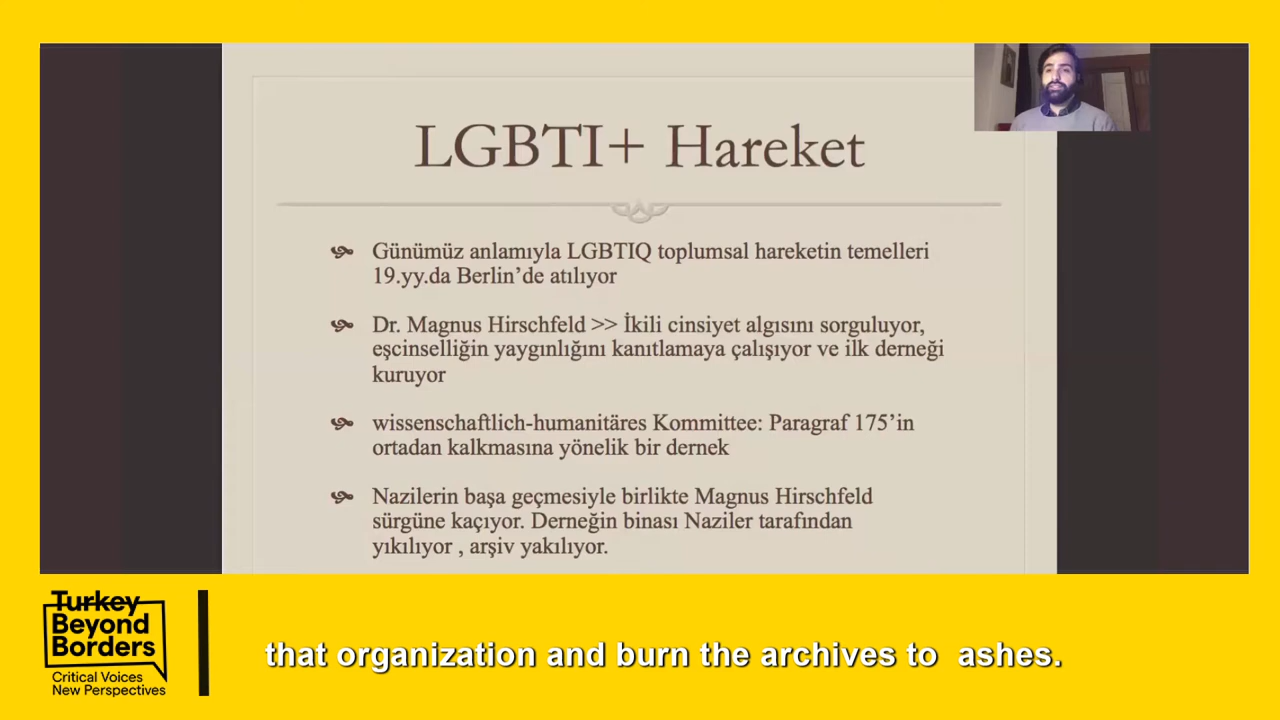 LGBTI+ Hareket
Günümüz anlamıyla LGBTIQ toplumsal hareketin temelleri
19.yy.da Berlin’de atılıyor
Dr. Magnus Hirschfeld >> İkili cinsiyet algısını sorguluyor,
eşcinselliğin yaygınlığını kanıtlamaya çalışıyor ve ilk derneği
kuruyor
wissenschaftlich-humanitäres Kommittee: Paragraf 175’in
ortadan kalkmasına yönelik bir dernek
Nazilerin başa geçmesiyle birlikte Magnus Hirschfeld
sürgüne kaçıyor. Derneğin binası Naziler tarafından
yıkılıyor , arşiv yakılıyor.
Turkey
Beyond
Borders
Critical Voices
New Perspectives
that organization and burn the archives to  ashes.